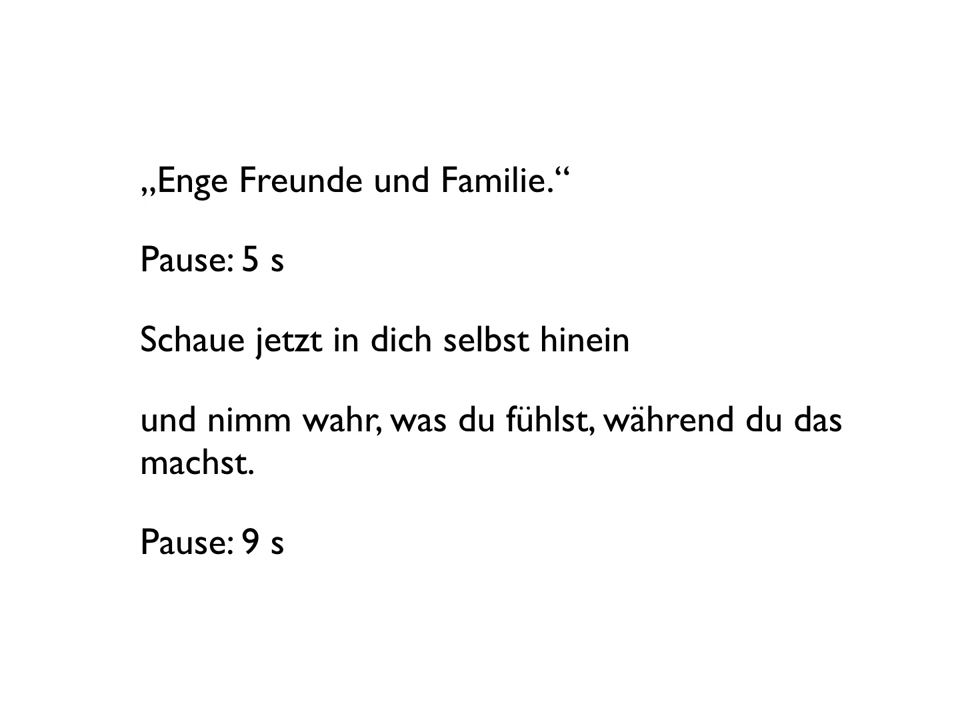 „Enge Freunde und Familie.“
Pause: 5 s
Schaue jetzt in dich selbst hinein
und nimm wahr, was du fühlst, während du das
machst.
Pause: 9 s